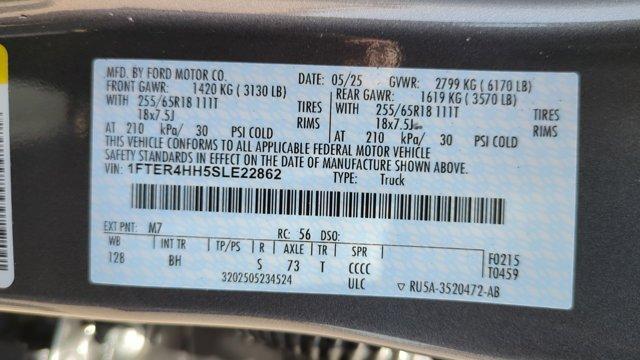 MFD. BY FORD MOTOR CO. DATE: 05/25 GVWR: 2799 KG ( 6170 LB)
FRONT GAWR: 1420 KG ( 3130 LB) REAR GAWR: 1619 KG ( 3570 LB)
WITH 255/65R18 111T TIRES WITH 255/65R18 111T TIRES
18x7.5J RIMS 18x7.5J RIMS
AT 210 kPa/ 30 PSI COLD AT 210 kPa/ 30 PSI COLD
THIS VEHICLE CONFORMS TO ALL APPLICABLE FEDERAL MOTOR VEHICLE
SAFETY STANDARDS IN EFFECT ON THE DATE OF MANUFACTURE SHOWN ABOVE.
VIN: 1FTER4HH5SLE22862 TYPE: Truck
EXT PNT: M7 RC: 56 DSO:
WB INT TR TP/PS R AXLE TR SPR F0215
128 BH S 73 T CCCC T0459
3202505234524 ULC ▽ RU5A-3520472-AB